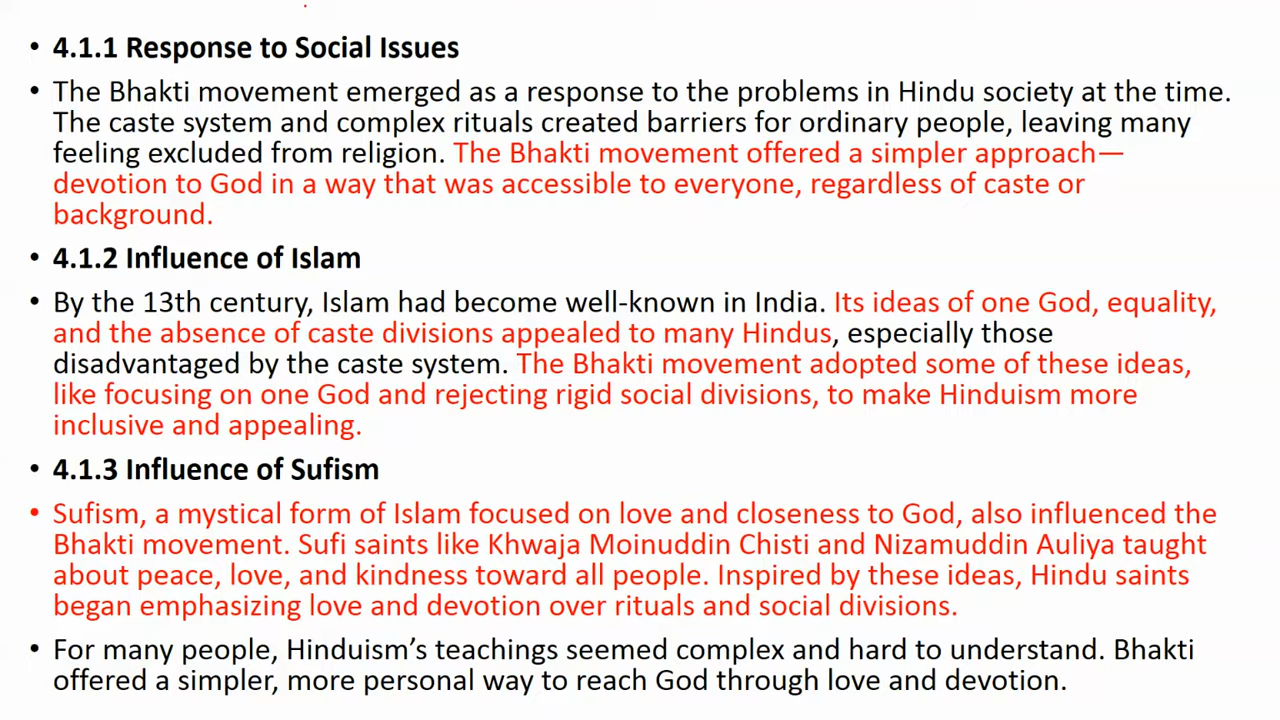 • 4.1.1 Response to Social Issues
• The Bhakti movement emerged as a response to the problems in Hindu society at the time.
The caste system and complex rituals created barriers for ordinary people, leaving many
feeling excluded from religion. The Bhakti movement offered a simpler approach—
devotion to God in a way that was accessible to everyone, regardless of caste or
background.
• 4.1.2 Influence of Islam
• By the 13th century, Islam had become well-known in India. Its ideas of one God, equality,
and the absence of caste divisions appealed to many Hindus, especially those
disadvantaged by the caste system. The Bhakti movement adopted some of these ideas,
like focusing on one God and rejecting rigid social divisions, to make Hinduism more
inclusive and appealing.
• 4.1.3 Influence of Sufism
• Sufism, a mystical form of Islam focused on love and closeness to God, also influenced the
Bhakti movement. Sufi saints like Khwaja Moinuddin Chisti and Nizamuddin Auliya taught
about peace, love, and kindness toward all people. Inspired by these ideas, Hindu saints
began emphasizing love and devotion over rituals and social divisions.
• For many people, Hinduism’s teachings seemed complex and hard to understand. Bhakti
offered a simpler, more personal way to reach God through love and devotion.